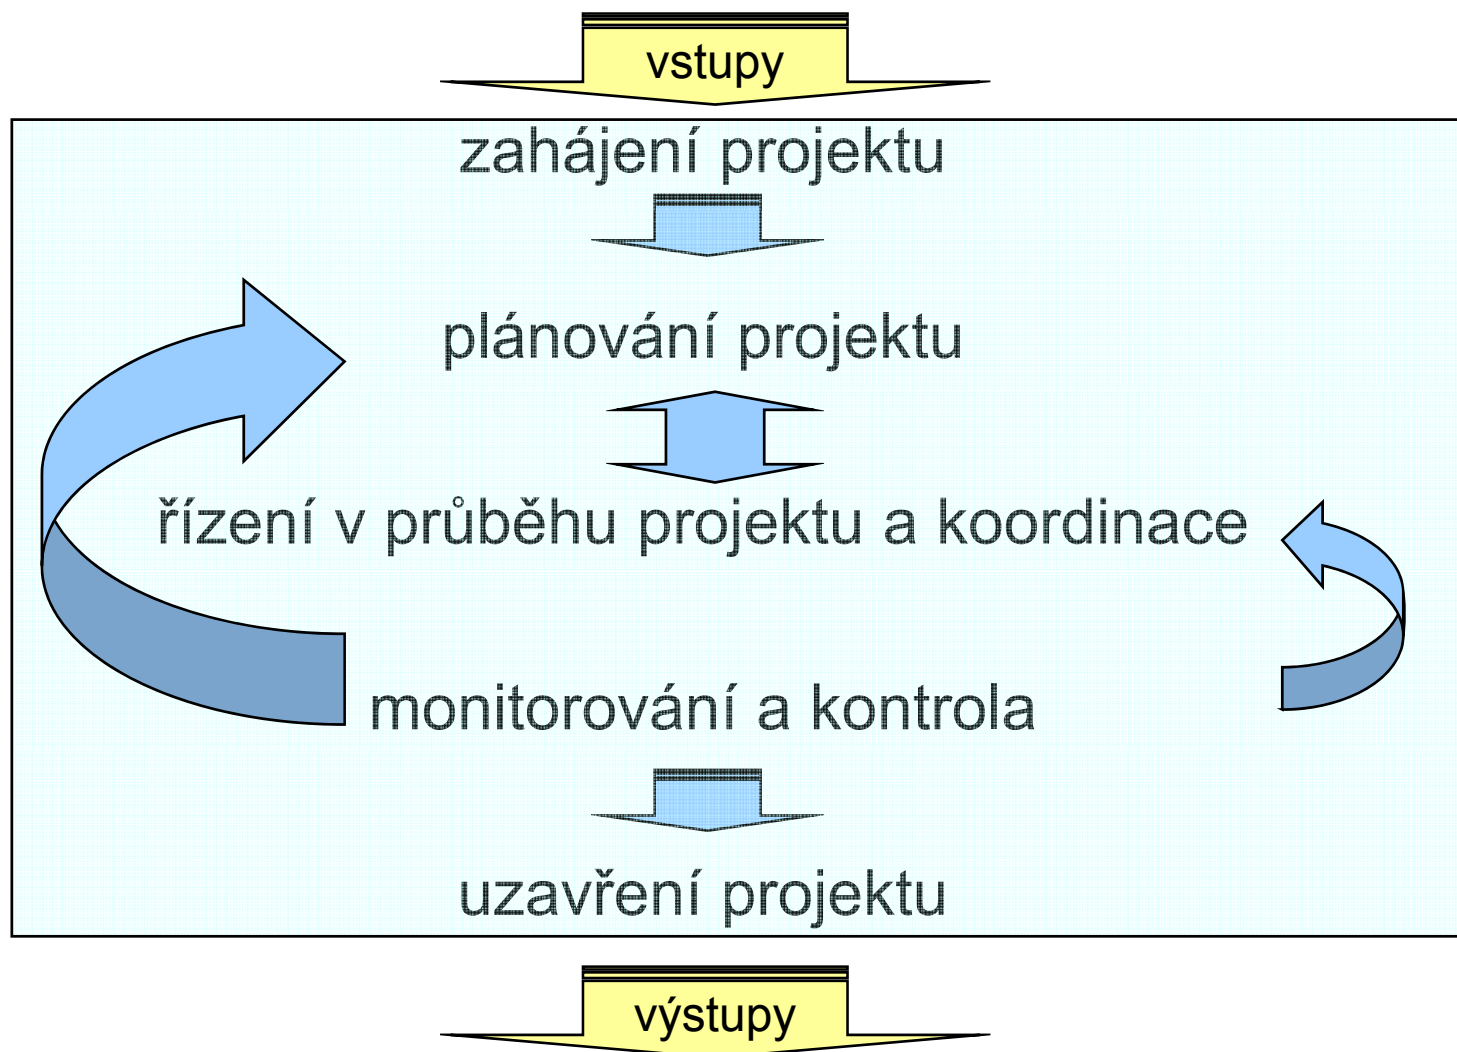 vstupy
zahájení projektu
plánování projektu
řízení v průběhu projektu a koordinace
monitorování a kontrola
uzavření projektu
výstupy